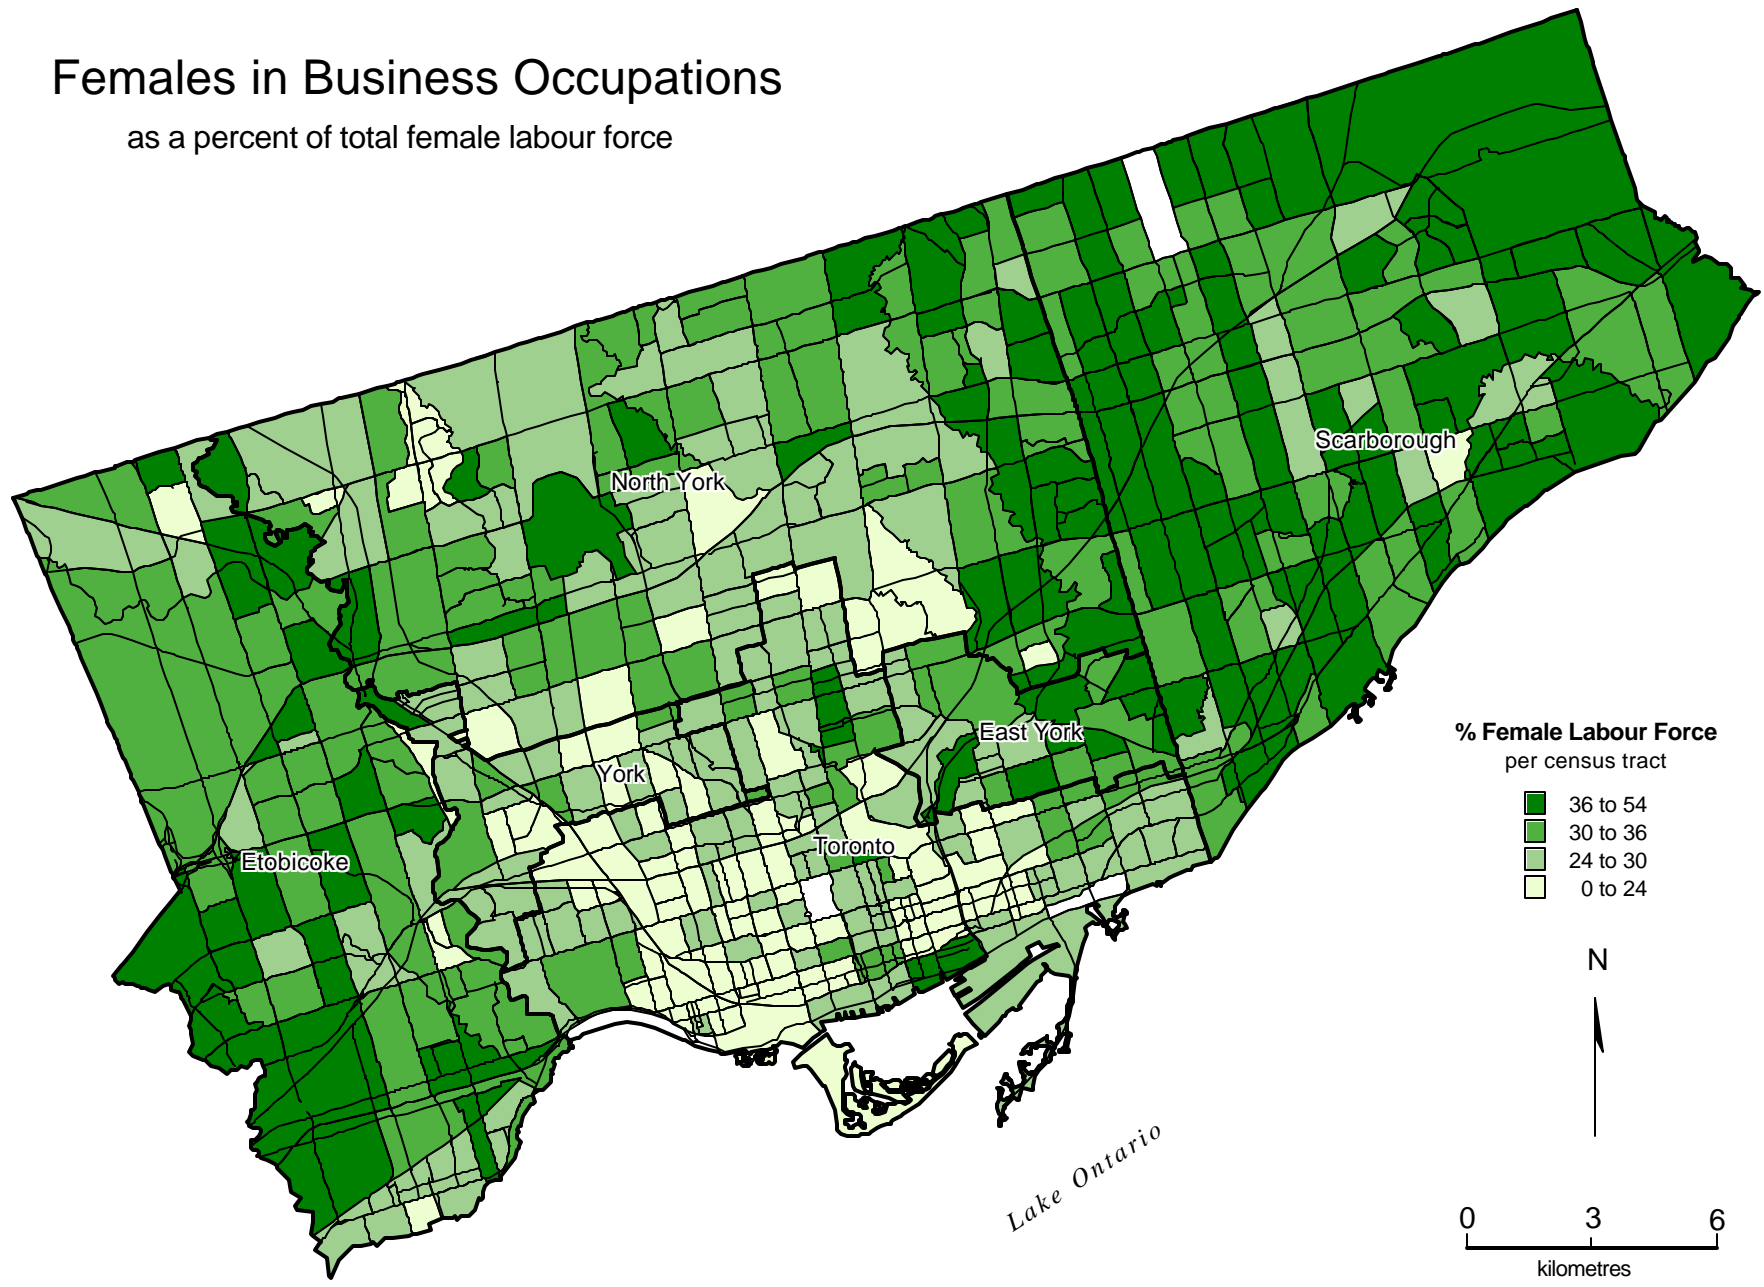 Females in Business Occupations
as a percent of total female labour force
North York
Scarborough
East York
York
Toronto
Etobicoke
Lake Ontario
% Female Labour Force
per census tract
36 to 54
30 to 36
24 to 30
0 to 24
N
0 3 6
kilometres